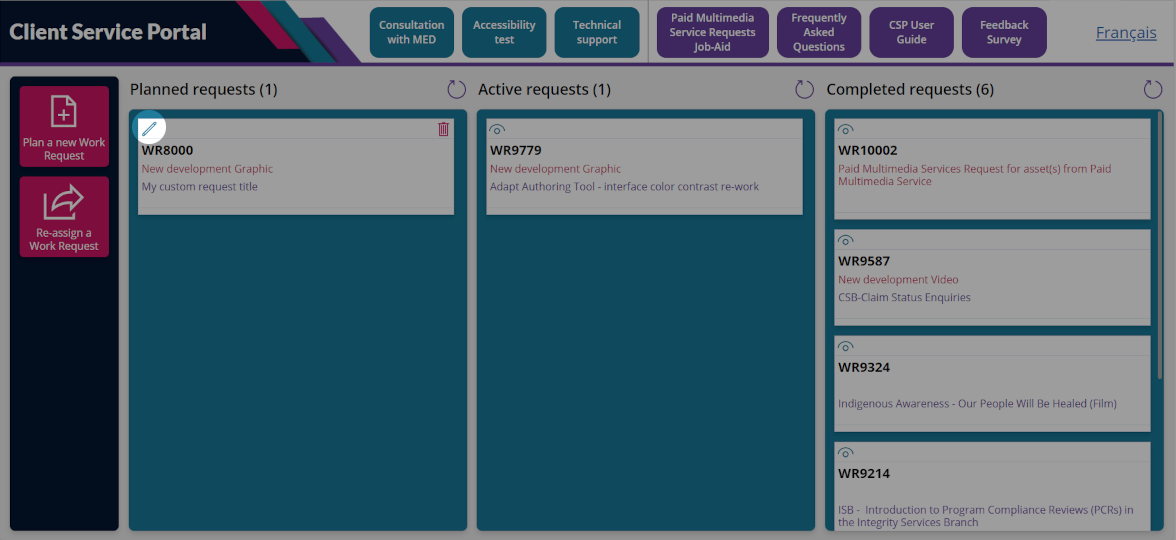 Client Service Portal
Consultation
with MED
Accessibility
test
Technical
support
Paid Multimedia
Service Requests
Job-Aid
Frequently
Asked
Questions
CSP User
Guide
Feedback
Survey
Français
Plan a new Work
Request
Re-assign a
Work Request
Planned requests (1)
WR8000
New development Graphic
My custom request title
Active requests (1)
WR9779
New development Graphic
Adapt Authoring Tool - interface color contrast re-work
Completed requests (6)
WR10002
Paid Multimedia Services Request for asset(s) from Paid
Multimedia Service
WR9587
New development Video
CSB-Claim Status Enquiries
WR9324
Indigenous Awareness - Our People Will Be Healed (Film)
WR9214
ISB - Introduction to Program Compliance Reviews (PCRs) in
the Integrity Services Branch